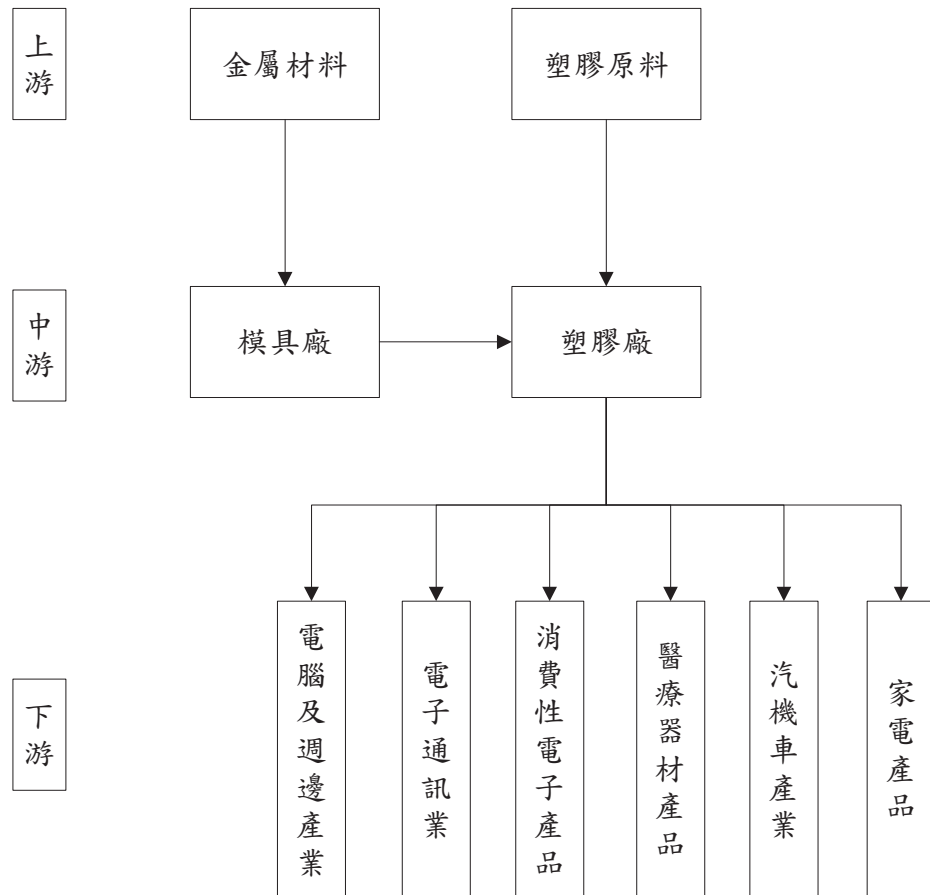 上游
金屬材料
塑膠原料
中游
模具廠
塑膠廠
下游
電腦及週邊產業
電子通訊業
消費性電子產品
醫療器材產品
汽機車產業
家電產品